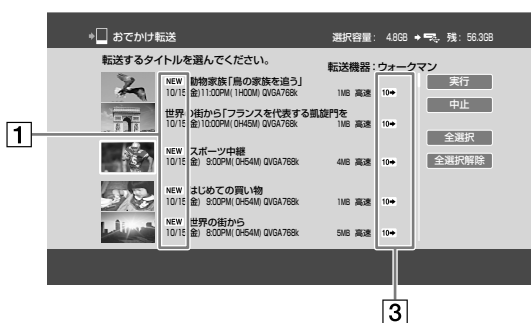 おでかけ転送
選択容量: 4.8GB 残: 56.3GB
転送するタイトルを選んでください。
転送機器:ウォークマン
NEW 動物家族「鳥の家族を追う」
10/15 金)11:00PM(1H00M) QVGA768k 1MB 高速 10➡
世界 街から「フランスを代表する凱旋門を
10/15 金)10:00PM(0H45M) QVGA768k 1MB 高速 10➡
NEW スポーツ中継
10/15 金) 9:00PM(0H54M) QVGA768k 4MB 高速 10➡
NEW はじめての買い物
10/15 金) 9:00PM(0H54M) QVGA768k 1MB 高速 10➡
NEW 世界の街から
10/15 金) 8:00PM(0H54M) QVGA768k 5MB 高速 10➡
実行
中止
全選択
全選択解除
1
3